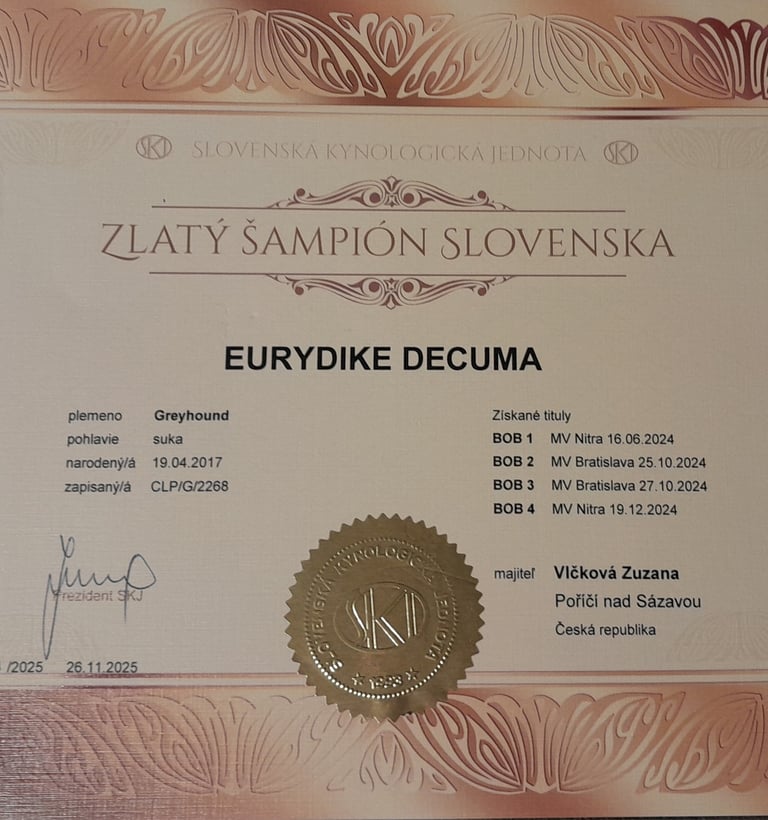 SKJ SLOVENSKÁ KYNOLOGICKÁ JEDNOTA SKJ
ZLATÝ ŠAMPIÓN SLOVENSKA
EURYDIKE DECUMA
plemeno Greyhound
pohlavie suka
narodený/á 19.04.2017
zapísaný/á CLP/G/2268
Získané tituly
BOB 1 MV Nitra 16.06.2024
BOB 2 MV Bratislava 25.10.2024
BOB 3 MV Bratislava 27.10.2024
BOB 4 MV Nitra 19.12.2024
Prezident SKJ
/2025 26.11.2025
SLOVENSKÁ KYNOLOGICKÁ JEDNOTA
SKJ
1993
majiteľ Vlčková Zuzana
Poříčí nad Sázavou
Česká republika